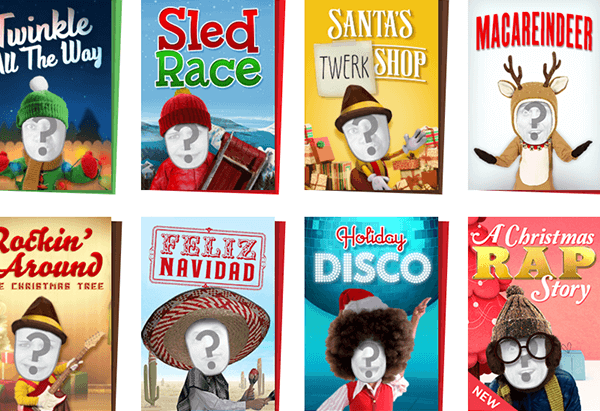 Twinkle
All The Way
?
Sled
Race
?
SANTA'S
TWERK SHOP
?
MACAREINDEER
?
Rockin'
Around
THE CHRISTMAS TREE
?
FELIZ
NAVIDAD
?
Holiday
DISCO
?
A Christmas
RAP
Story
?
NEW